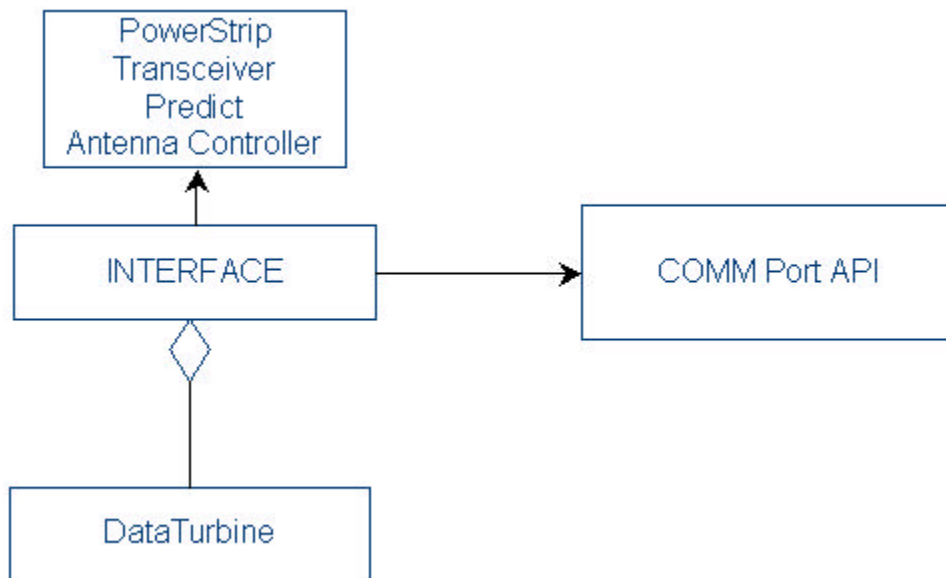 PowerStrip
Transceiver
Predict
Antenna Controller
INTERFACE
COMM Port API
DataTurbine